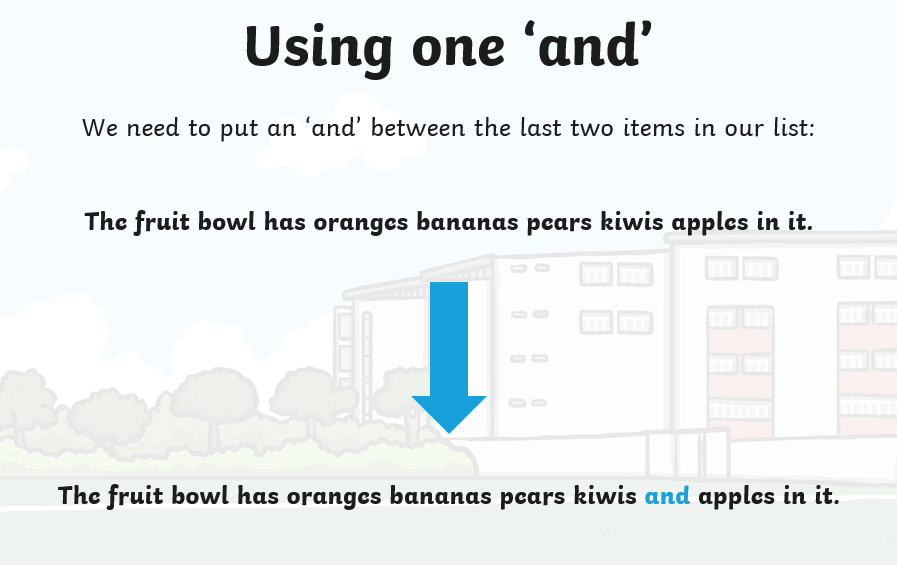 Using one ‘and’
We need to put an ‘and’ between the last two items in our list:
The fruit bowl has oranges bananas pears kiwis apples in it.
The fruit bowl has oranges bananas pears kiwis and apples in it.